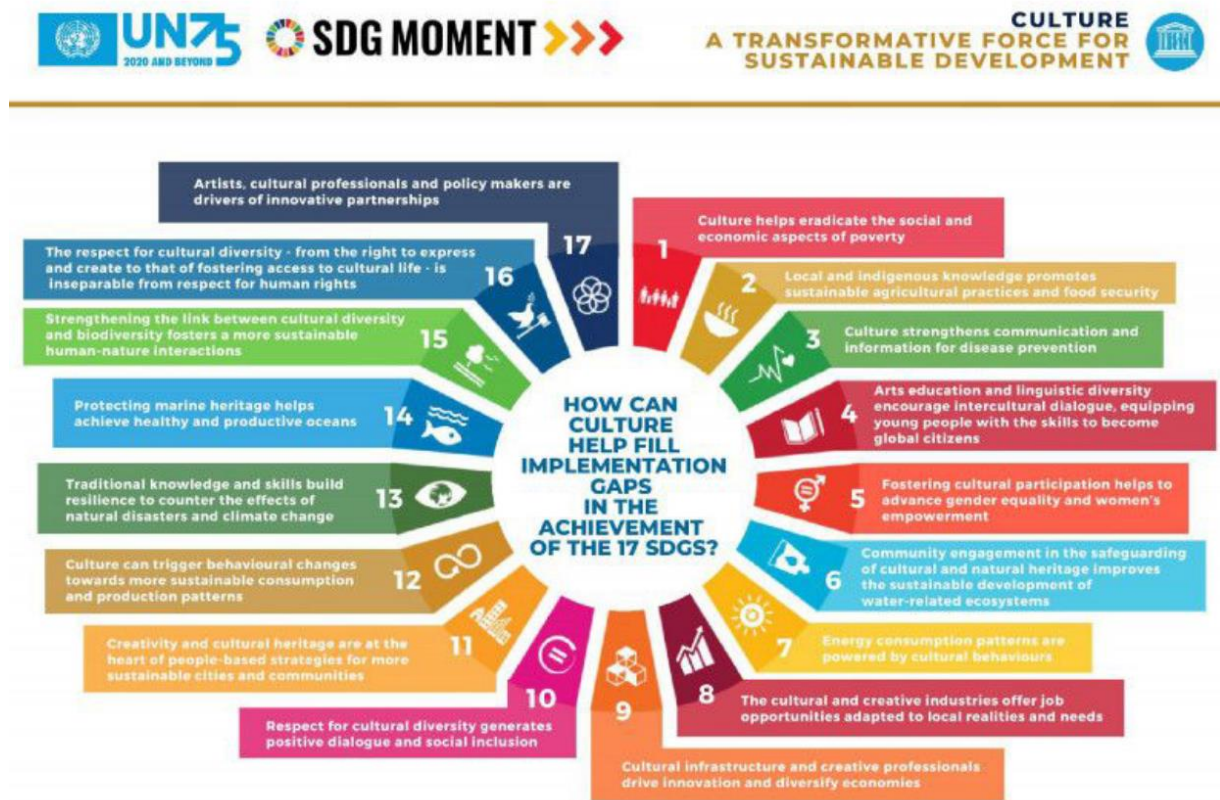 UN75
2020 AND BEYOND
SDG MOMENT
CULTURE
A TRANSFORMATIVE FORCE FOR
SUSTAINABLE DEVELOPMENT
HOW CAN
CULTURE
HELP FILL
IMPLEMENTATION
GAPS
IN THE
ACHIEVEMENT
OF THE 17 SDGS?
1
Culture helps eradicate the social and
economic aspects of poverty
2
Local and indigenous knowledge promotes
sustainable agricultural practices and food security
3
Culture strengthens communication and
information for disease prevention
4
Arts education and linguistic diversity
encourage intercultural dialogue, equipping
young people with the skills to become
global citizens
5
Fostering cultural participation helps to
advance gender equality and women's
empowerment
6
Community engagement in the safeguarding
of cultural and natural heritage improves
the sustainable development of
water-related ecosystems
7
Energy consumption patterns are
powered by cultural behaviours
8
The cultural and creative industries offer job
opportunities adapted to local realities and needs
9
Cultural infrastructure and creative professionals
drive innovation and diversify economies
10
Respect for cultural diversity generates
positive dialogue and social inclusion
11
Creativity and cultural heritage are at the
heart of people-based strategies for more
sustainable cities and communities
12
Culture can trigger behavioural changes
towards more sustainable consumption
and production patterns
13
Traditional knowledge and skills build
resilience to counter the effects of
natural disasters and climate change
14
Protecting marine heritage helps
achieve healthy and productive oceans
15
Strengthening the link between cultural diversity
and biodiversity fosters a more sustainable
human-nature interactions
16
The respect for cultural diversity - from the right to express
and create to that of fostering access to cultural life - is
inseparable from respect for human rights
17
Artists, cultural professionals and policy makers are
drivers of innovative partnerships